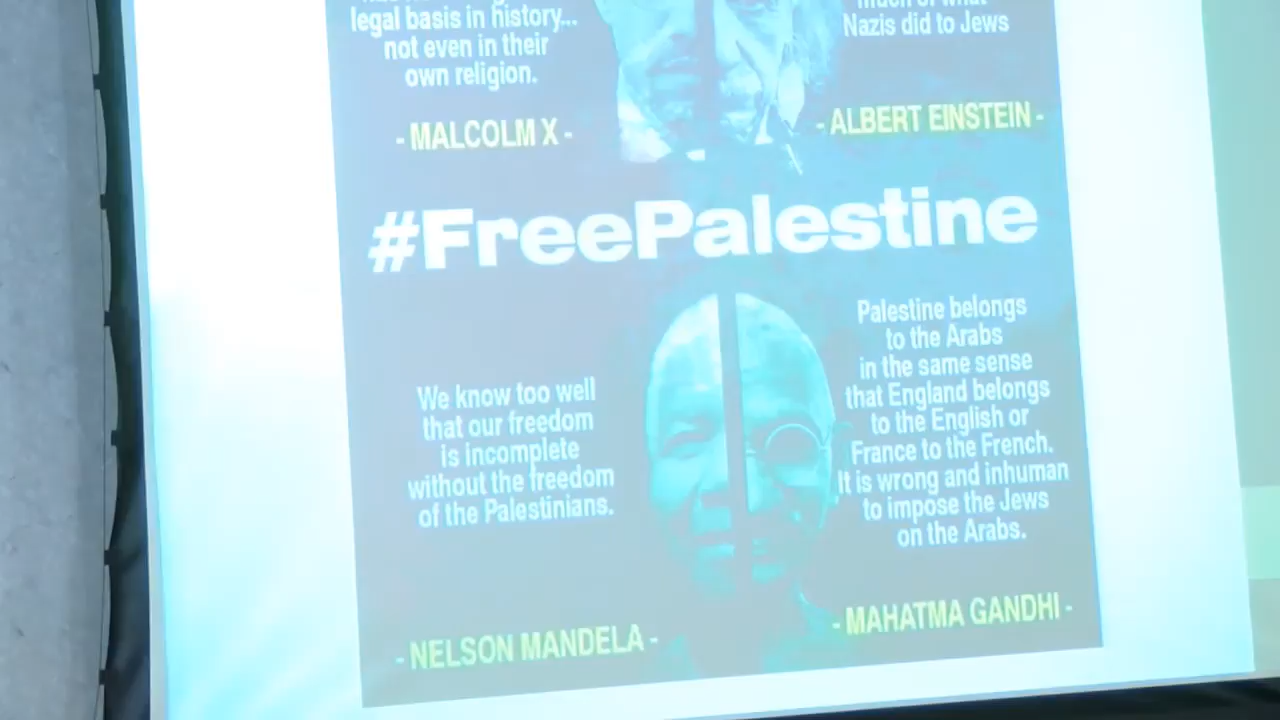 legal basis in history...
not even in their
own religion.
- MALCOLM X -
much of what
Nazis did to Jews
- ALBERT EINSTEIN -
#FreePalestine
We know too well
that our freedom
is incomplete
without the freedom
of the Palestinians.
- NELSON MANDELA -
Palestine belongs
to the Arabs
in the same sense
that England belongs
to the English or
France to the French.
It is wrong and inhuman
to impose the Jews
on the Arabs.
- MAHATMA GANDHI -